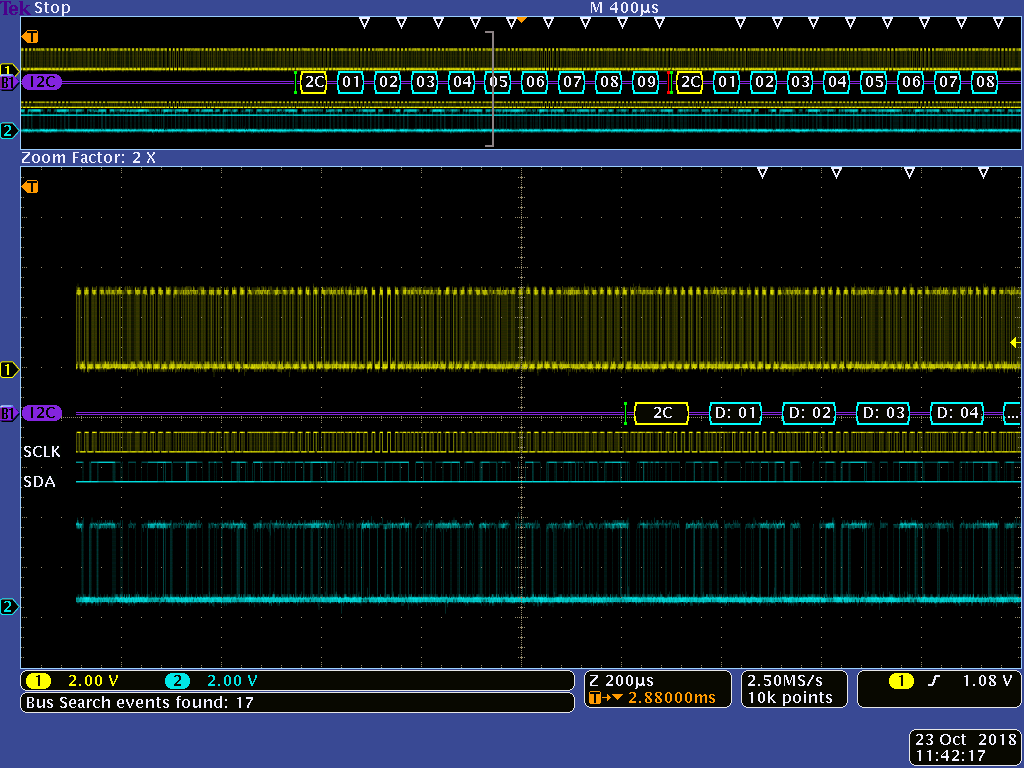 Tek Stop M 400µs
T
1
B1 I2C 2C 01 02 03 04 05 06 07 08 09 2C 01 02 03 04 05 06 07 08
2
Zoom Factor: 2 X
T
1
B1 I2C 2C D: 01 D: 02 D: 03 D: 04 ...
SCLK
SDA
2
1 2.00 V 2 2.00 V Z 200µs 2.50MS/s 1 1.08 V
T→▼ 2.88000ms 10k points
Bus Search events found: 17
23 Oct 2018
11:42:17